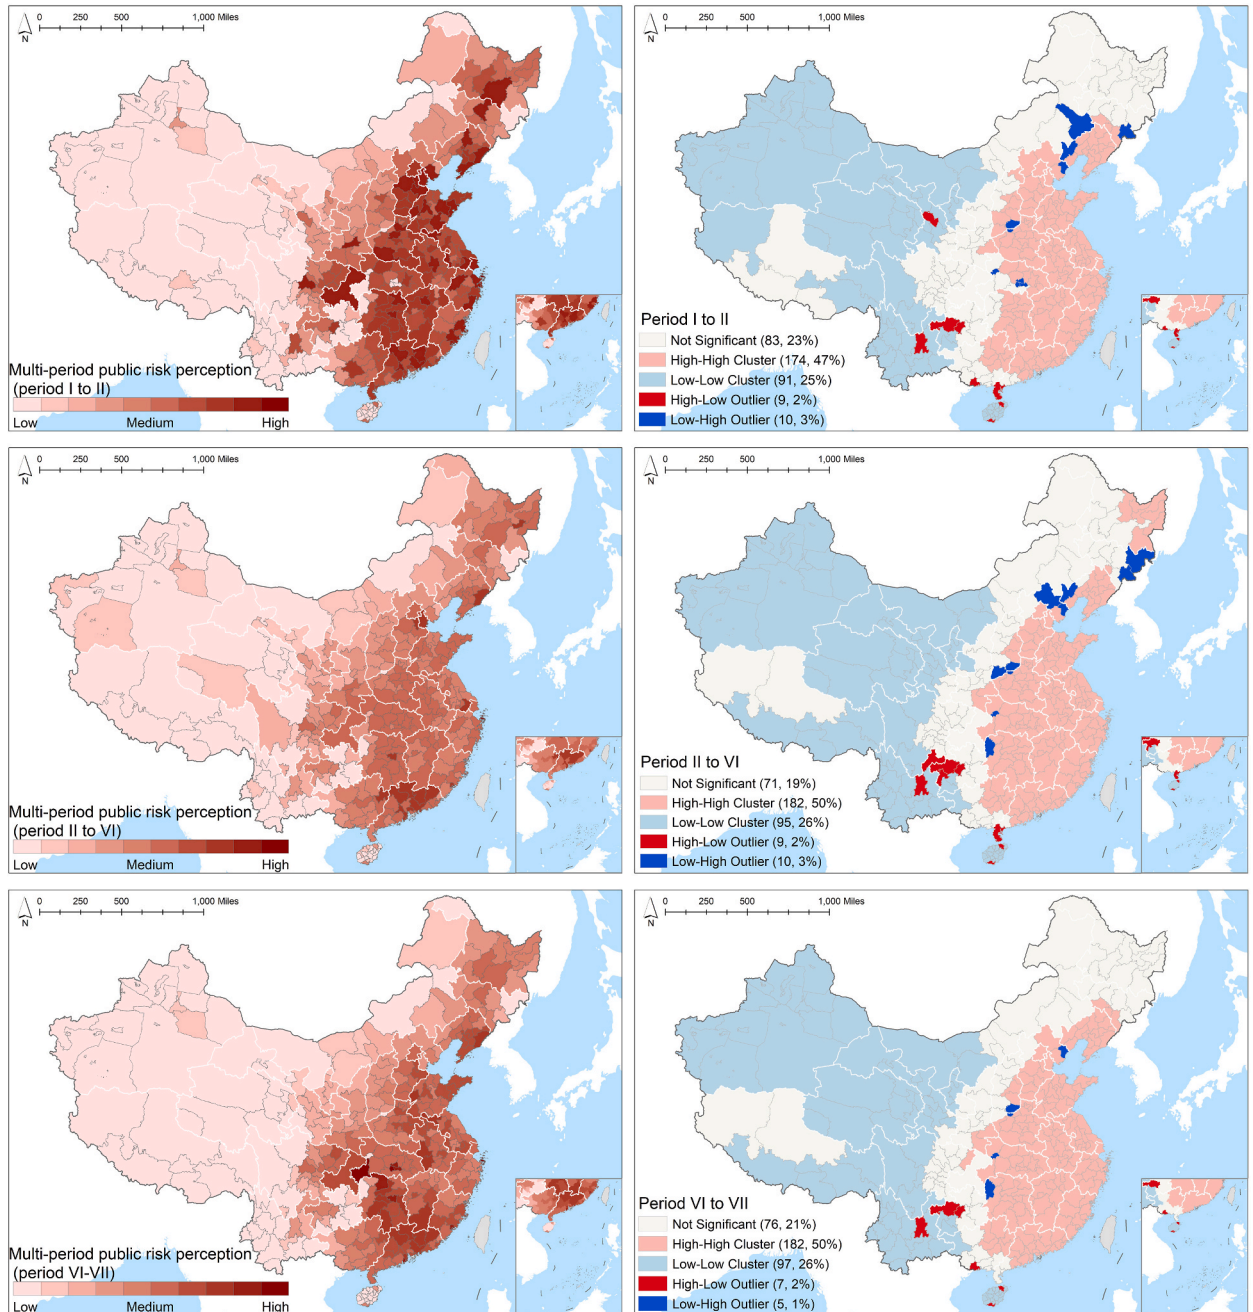 0 250 500 1,000 Miles
N
Multi-period public risk perception
(period I to II)
Low Medium High
0 250 500 1,000 Miles
N
Period I to II
Not Significant (83, 23%)
High-High Cluster (174, 47%)
Low-Low Cluster (91, 25%)
High-Low Outlier (9, 2%)
Low-High Outlier (10, 3%)
0 250 500 1,000 Miles
N
Multi-period public risk perception
(period II to VI)
Low Medium High
0 250 500 1,000 Miles
N
Period II to VI
Not Significant (71, 19%)
High-High Cluster (182, 50%)
Low-Low Cluster (95, 26%)
High-Low Outlier (9, 2%)
Low-High Outlier (10, 3%)
0 250 500 1,000 Miles
N
Multi-period public risk perception
(period VI-VII)
Low Medium High
0 250 500 1,000 Miles
N
Period VI to VII
Not Significant (76, 21%)
High-High Cluster (182, 50%)
Low-Low Cluster (97, 26%)
High-Low Outlier (7, 2%)
Low-High Outlier (5, 1%)